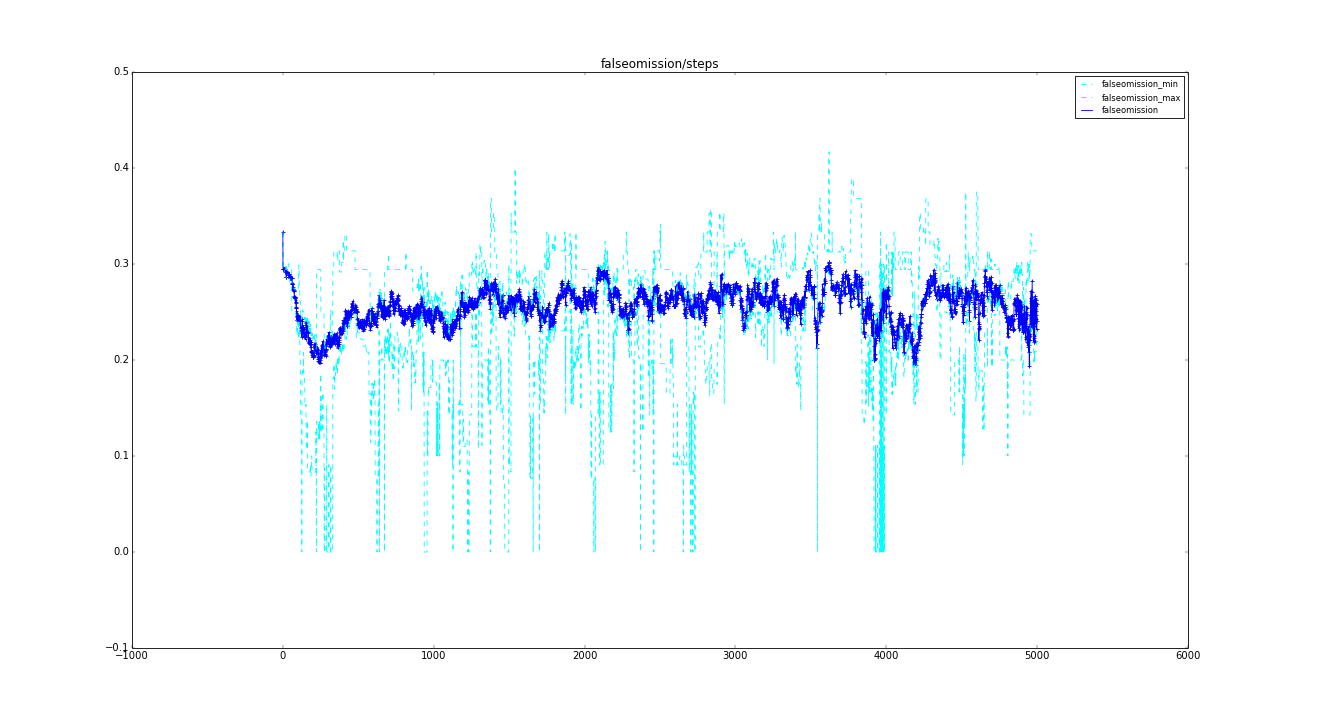 falseomission/steps
0.5
falseomission_min
falseomission_max
falseomission
0.4
0.3
0.2
0.1
0.0
−0.1
−1000 0 1000 2000 3000 4000 5000 6000